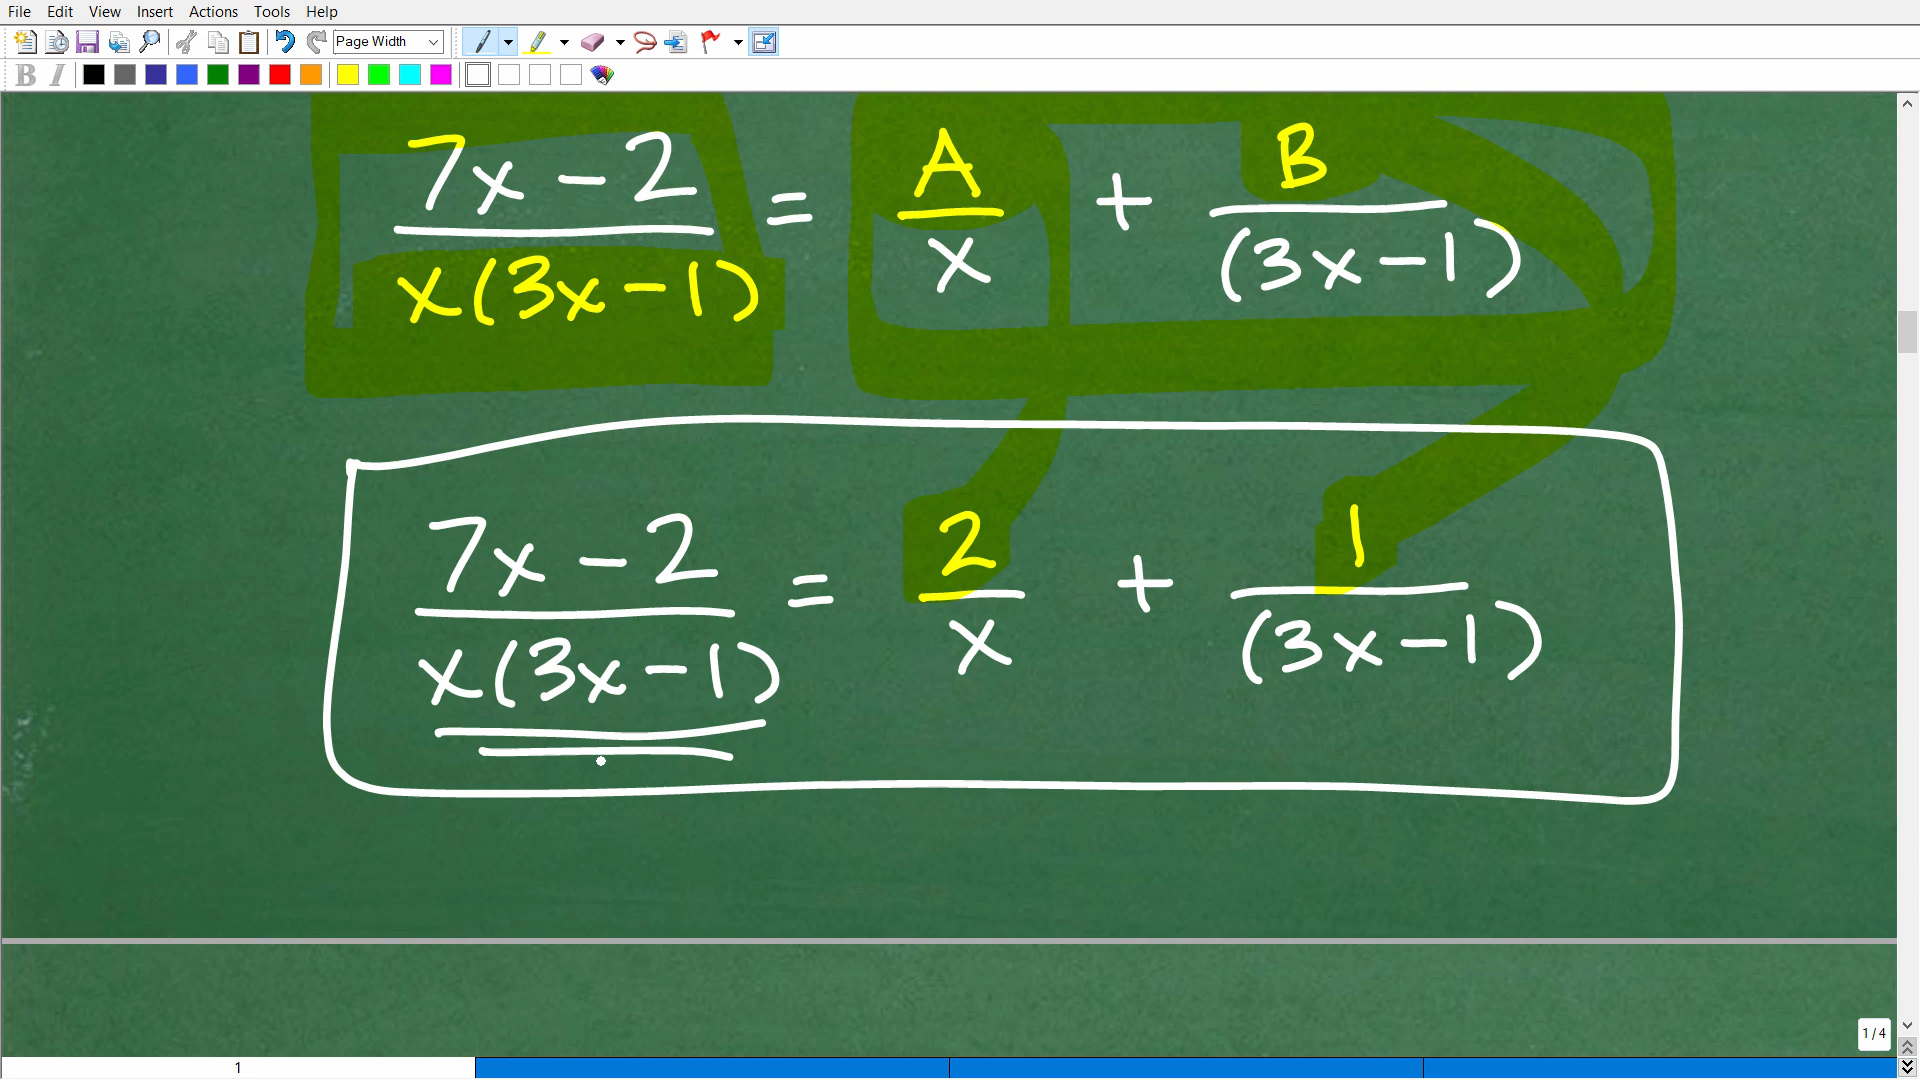 File Edit View Insert Actions Tools Help
Page Width
B I
7x - 2 / x(3x - 1) = A / x + B / (3x - 1)
7x - 2 / x(3x - 1) = 2 / x + 1 / (3x - 1)
1 / 4
1